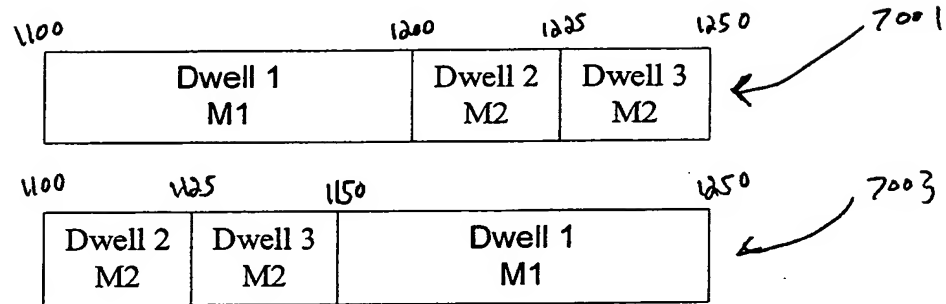 1100 1200 1225 1250 7001
Dwell 1 Dwell 2 Dwell 3
M1 M2 M2
1100 1125 1150 1250 7003
Dwell 2 Dwell 3 Dwell 1
M2 M2 M1